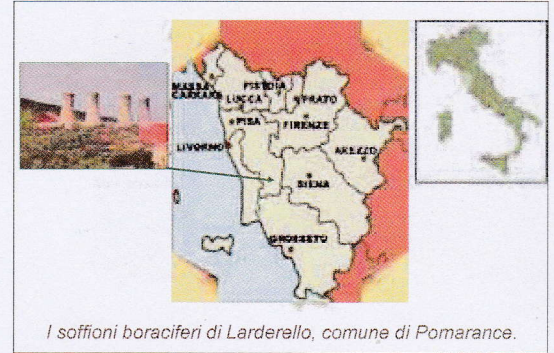 MASSA
CARRARA
PISTOIA
LUCCA
PRATO
PISA
FIRENZE
LIVORNO
AREZZO
SIENA
GROSSETO
I soffioni boraciferi di Larderello, comune di Pomarance.